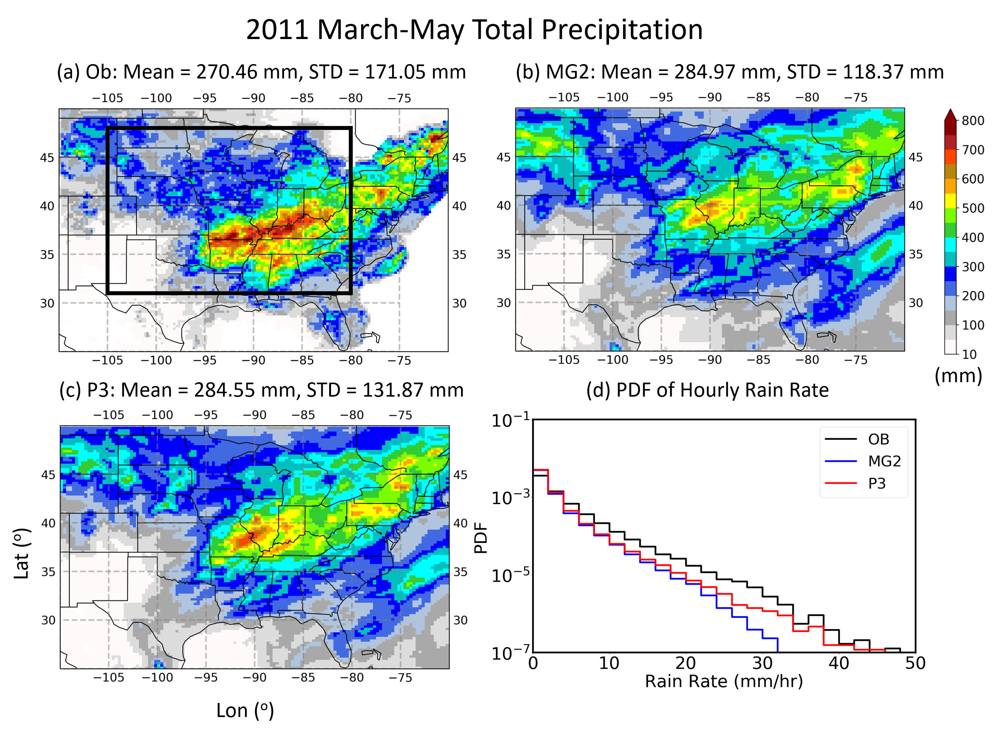 2011 March-May Total Precipitation
(a) Ob: Mean = 270.46 mm, STD = 171.05 mm
−105 −100 −95 −90 −85 −80 −75
45 45
40 40
35 35
30 30
−105 −100 −95 −90 −85 −80 −75
(b) MG2: Mean = 284.97 mm, STD = 118.37 mm
−105 −100 −95 −90 −85 −80 −75
45 45
40 40
35 35
30 30
−105 −100 −95 −90 −85 −80 −75
800
700
600
500
400
300
200
100
10
(mm)
(c) P3: Mean = 284.55 mm, STD = 131.87 mm
−105 −100 −95 −90 −85 −80 −75
45 45
40 40
35 35
30 30
−105 −100 −95 −90 −85 −80 −75
Lat (º)
Lon (º)
(d) PDF of Hourly Rain Rate
10⁻¹
10⁻³
10⁻⁵
10⁻⁷
PDF
OB
MG2
P3
0 10 20 30 40 50
Rain Rate (mm/hr)